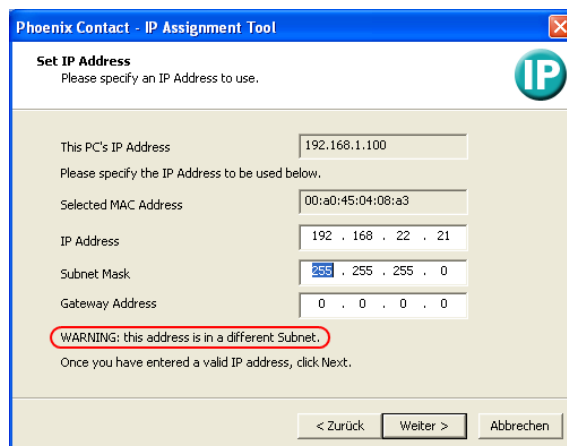 Phoenix Contact - IP Assignment Tool
Set IP Address
Please specify an IP Address to use.
IP
This PC's IP Address 192.168.1.100
Please specify the IP Address to be used below.
Selected MAC Address 00:a0:45:04:08:a3
IP Address 192 . 168 . 22 . 21
Subnet Mask 255 . 255 . 255 . 0
Gateway Address 0 . 0 . 0 . 0
WARNING: this address is in a different Subnet.
Once you have entered a valid IP address, click Next.
< Zurück Weiter > Abbrechen